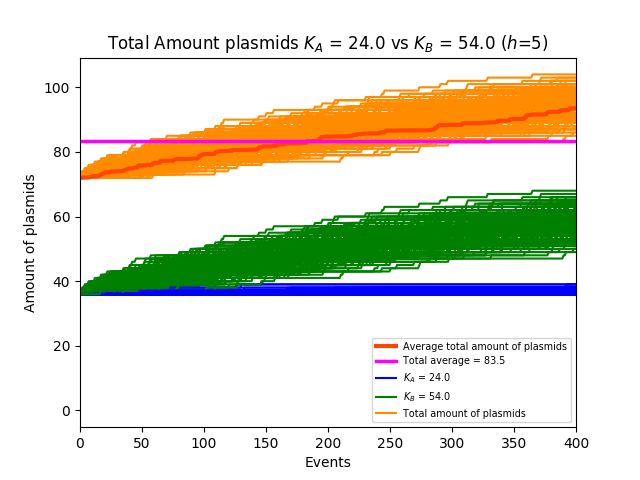 Total Amount plasmids K_A = 24.0 vs K_B = 54.0 (h=5)
Amount of plasmids
100
80
60
40
20
0
Average total amount of plasmids
Total average = 83.5
K_A = 24.0
K_B = 54.0
Total amount of plasmids
0 50 100 150 200 250 300 350 400
Events